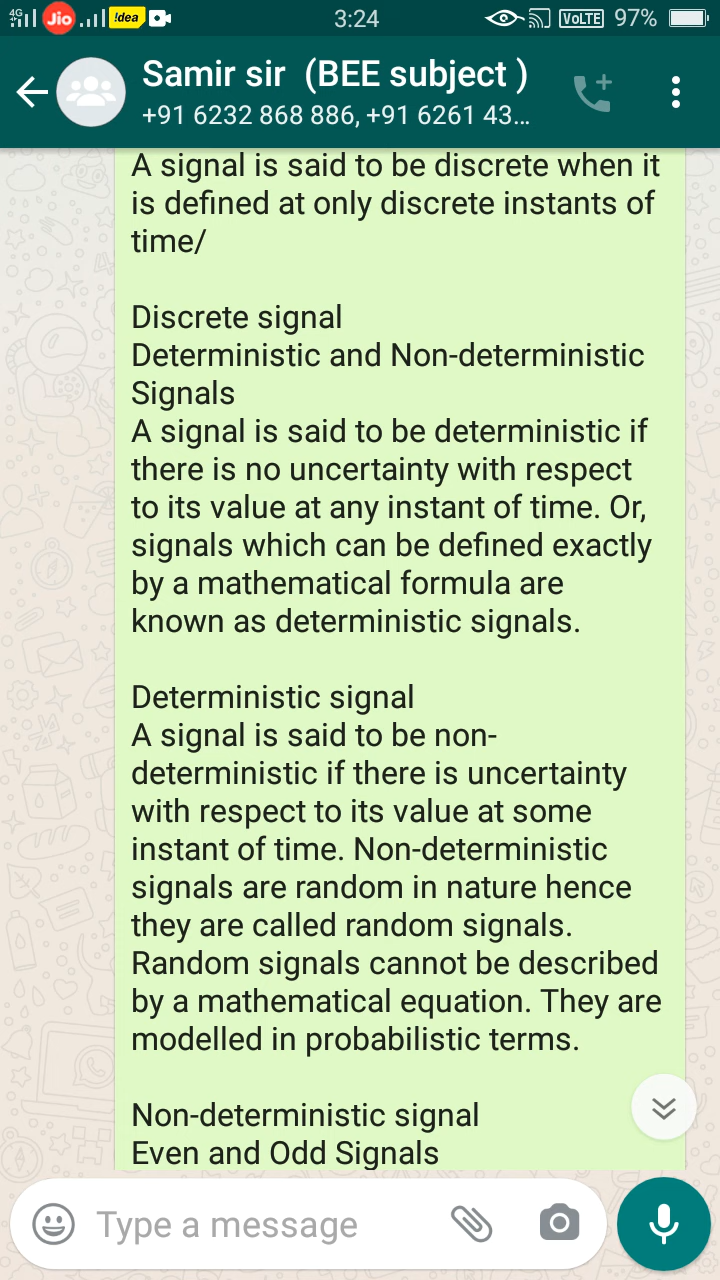 4G Jio !dea 3:24 VoLTE 97%
Samir sir (BEE subject )
+91 6232 868 886, +91 6261 43...
A signal is said to be discrete when it
is defined at only discrete instants of
time/
Discrete signal
Deterministic and Non-deterministic
Signals
A signal is said to be deterministic if
there is no uncertainty with respect
to its value at any instant of time. Or,
signals which can be defined exactly
by a mathematical formula are
known as deterministic signals.
Deterministic signal
A signal is said to be non-
deterministic if there is uncertainty
with respect to its value at some
instant of time. Non-deterministic
signals are random in nature hence
they are called random signals.
Random signals cannot be described
by a mathematical equation. They are
modelled in probabilistic terms.
Non-deterministic signal
Even and Odd Signals
Type a message